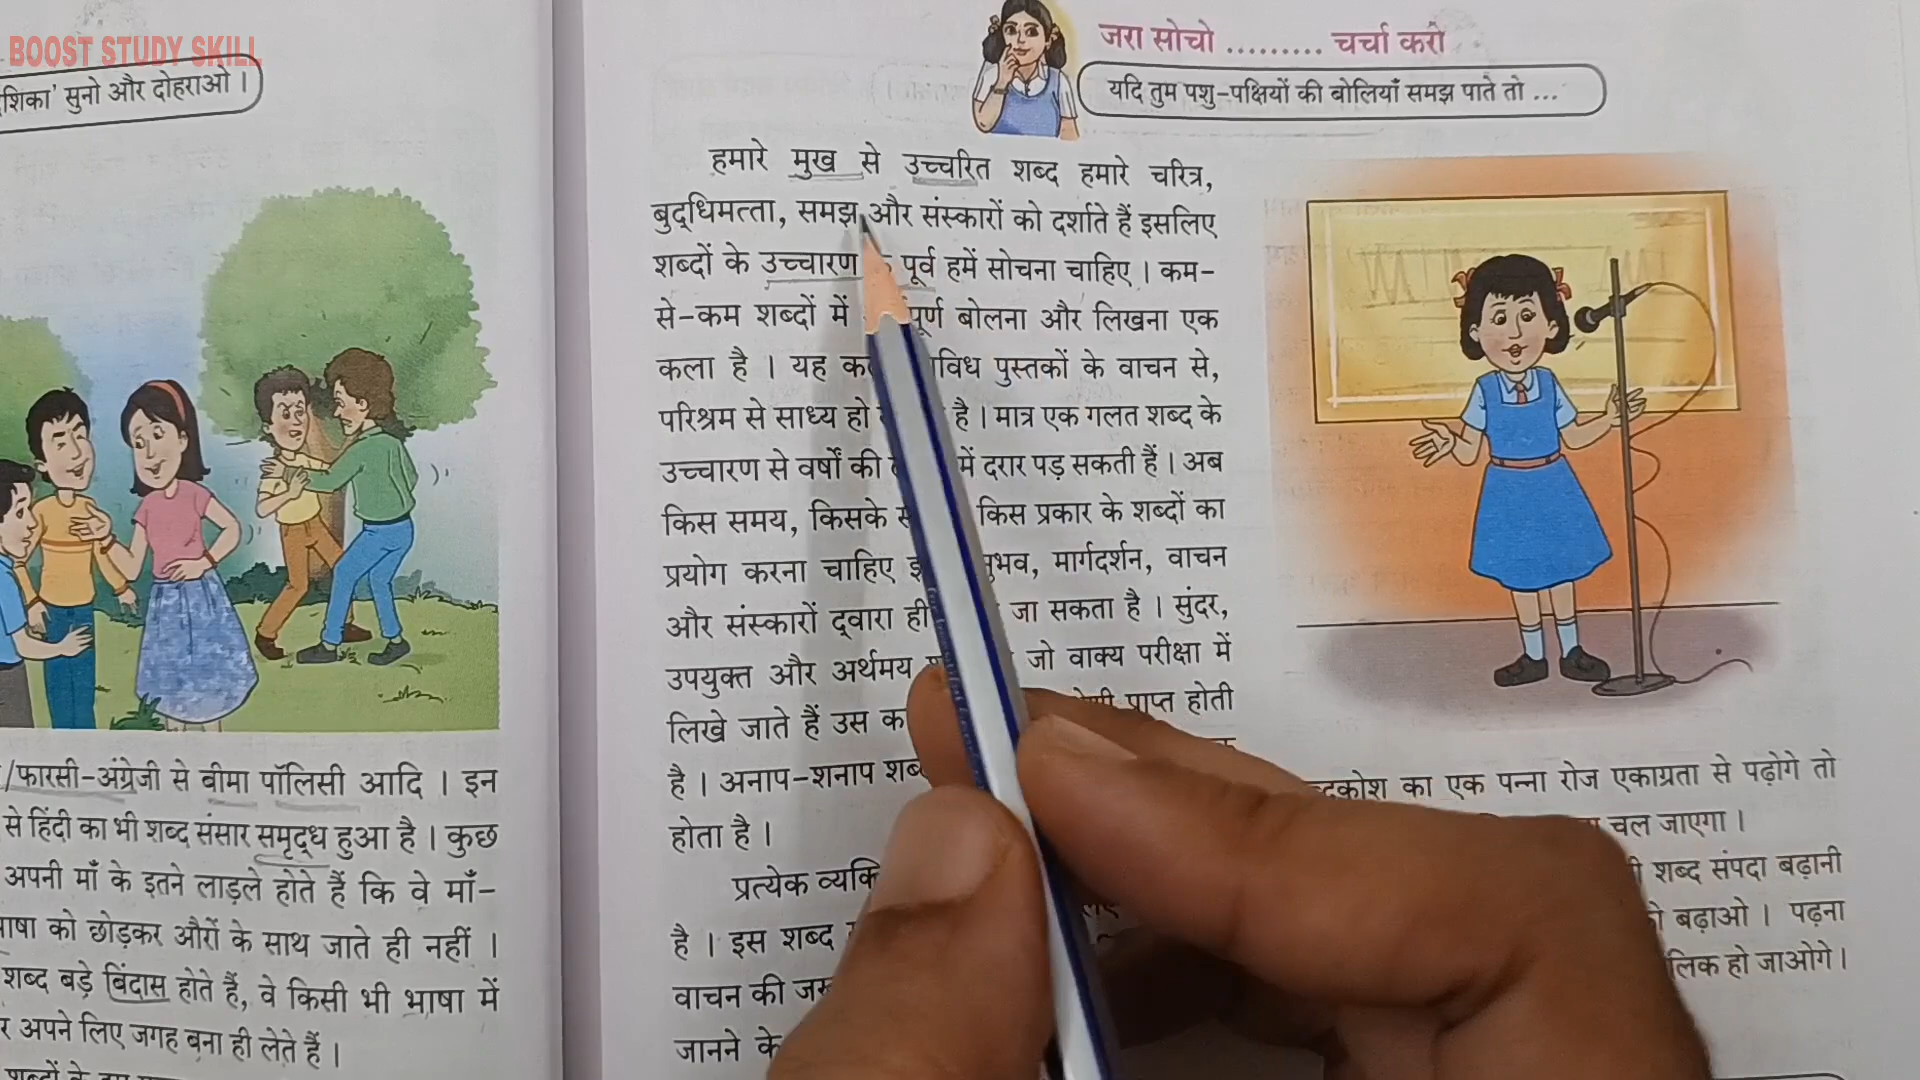 BOOST STUDY SKILL
सुनो और दोहराओ ।
/फारसी-अंग्रेजी से बीमा पॉलिसी आदि । इन
से हिंदी का भी शब्द संसार समृद्ध हुआ है । कुछ
अपनी माँ के इतने लाड़ले होते हैं कि वे माँ-
को छोड़कर औरों के साथ जाते ही नहीं ।
शब्द बड़े बिंदास होते हैं, वे किसी भी भाषा में
अपने लिए जगह बना ही लेते हैं ।
जरा सोचो ......... चर्चा करो
यदि तुम पशु-पक्षियों की बोलियाँ समझ पाते तो ...
हमारे मुख से उच्चरित शब्द हमारे चरित्र,
बुद्धिमत्ता, समझ और संस्कारों को दर्शाते हैं इसलिए
शब्दों के उच्चारण पूर्व हमें सोचना चाहिए । कम-
से-कम शब्दों में बोलना और लिखना एक
कला है । यह पुस्तकों के वाचन से,
परिश्रम से साध्य हो है । मात्र एक गलत शब्द के
उच्चारण से वर्षों की में दरार पड़ सकती हैं । अब
किस समय, किसके किस प्रकार के शब्दों का
प्रयोग करना चाहिए मार्गदर्शन, वाचन
और संस्कारों द्वारा ही जा सकता है । सुंदर,
उपयुक्त और अर्थमय जो वाक्य परीक्षा में
लिखे जाते हैं उस प्राप्त होती
है । अनाप-शनाप
होता है ।
प्रत्येक
है । इस शब्द
वाचन की
जानने के
का एक पन्ना रोज एकाग्रता से पढ़ोगे तो
चल जाएगा ।
शब्द संपदा बढ़ानी
बढ़ाओ । पढ़ना
हो जाओगे ।